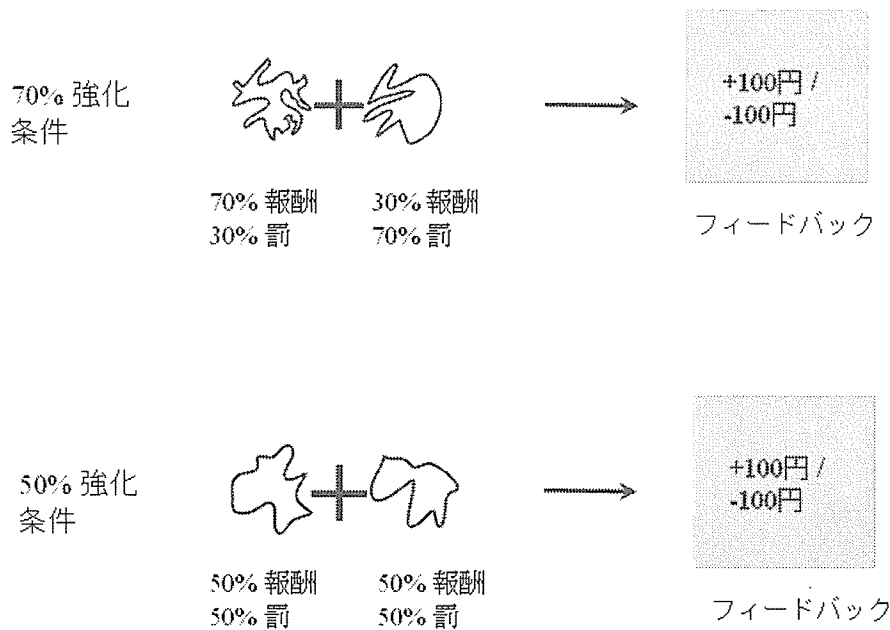 70% 強化
条件
70% 報酬
30% 罰
30% 報酬
70% 罰
+100円 /
-100円
フィードバック
50% 強化
条件
50% 報酬
50% 罰
50% 報酬
50% 罰
+100円 /
-100円
フィードバック